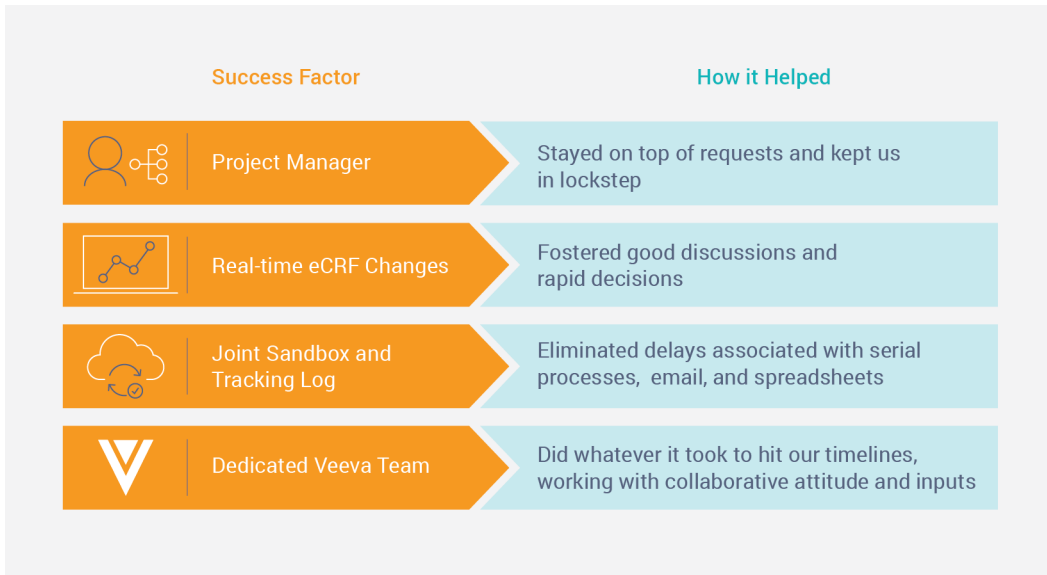 Success Factor
How it Helped
Project Manager
Stayed on top of requests and kept us
in lockstep
Real-time eCRF Changes
Fostered good discussions and
rapid decisions
Joint Sandbox and
Tracking Log
Eliminated delays associated with serial
processes, email, and spreadsheets
Dedicated Veeva Team
Did whatever it took to hit our timelines,
working with collaborative attitude and inputs